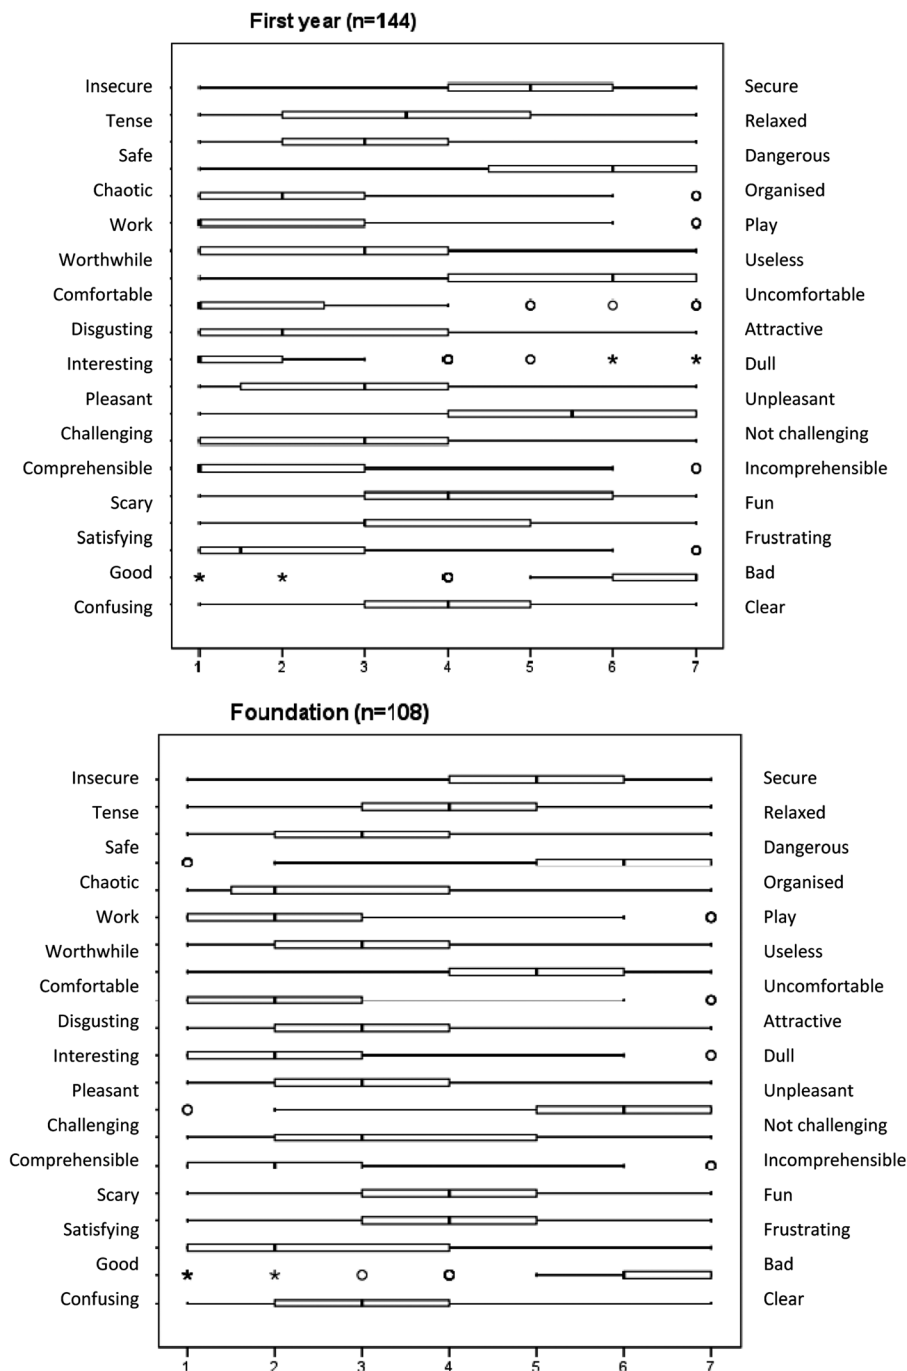 First year (n=144)
Insecure Secure
Tense Relaxed
Safe Dangerous
Chaotic Organised
Work Play
Worthwhile Useless
Comfortable Uncomfortable
Disgusting Attractive
Interesting Dull
Pleasant Unpleasant
Challenging Not challenging
Comprehensible Incomprehensible
Scary Fun
Satisfying Frustrating
Good Bad
Confusing Clear
1 2 3 4 5 6 7
Foundation (n=108)
Insecure Secure
Tense Relaxed
Safe Dangerous
Chaotic Organised
Work Play
Worthwhile Useless
Comfortable Uncomfortable
Disgusting Attractive
Interesting Dull
Pleasant Unpleasant
Challenging Not challenging
Comprehensible Incomprehensible
Scary Fun
Satisfying Frustrating
Good Bad
Confusing Clear
1 2 3 4 5 6 7